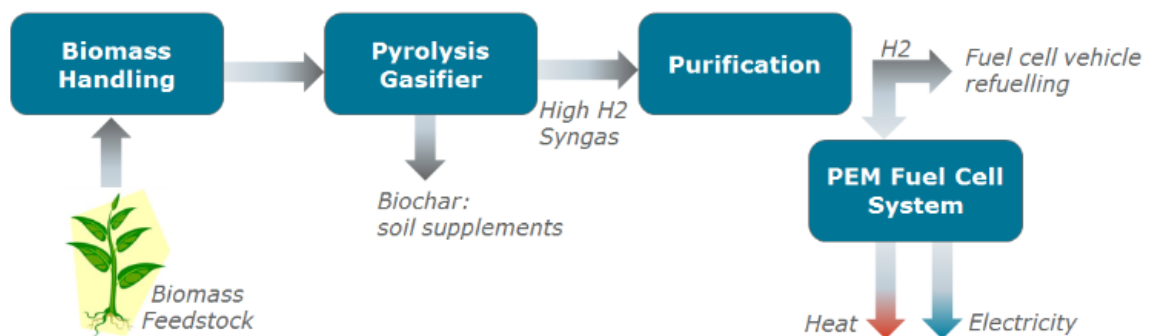 Biomass
Handling
Pyrolysis
Gasifier
High H2
Syngas
Purification
H2
Fuel cell vehicle
refuelling
PEM Fuel Cell
System
Biochar:
soil supplements
Biomass
Feedstock
Heat
Electricity